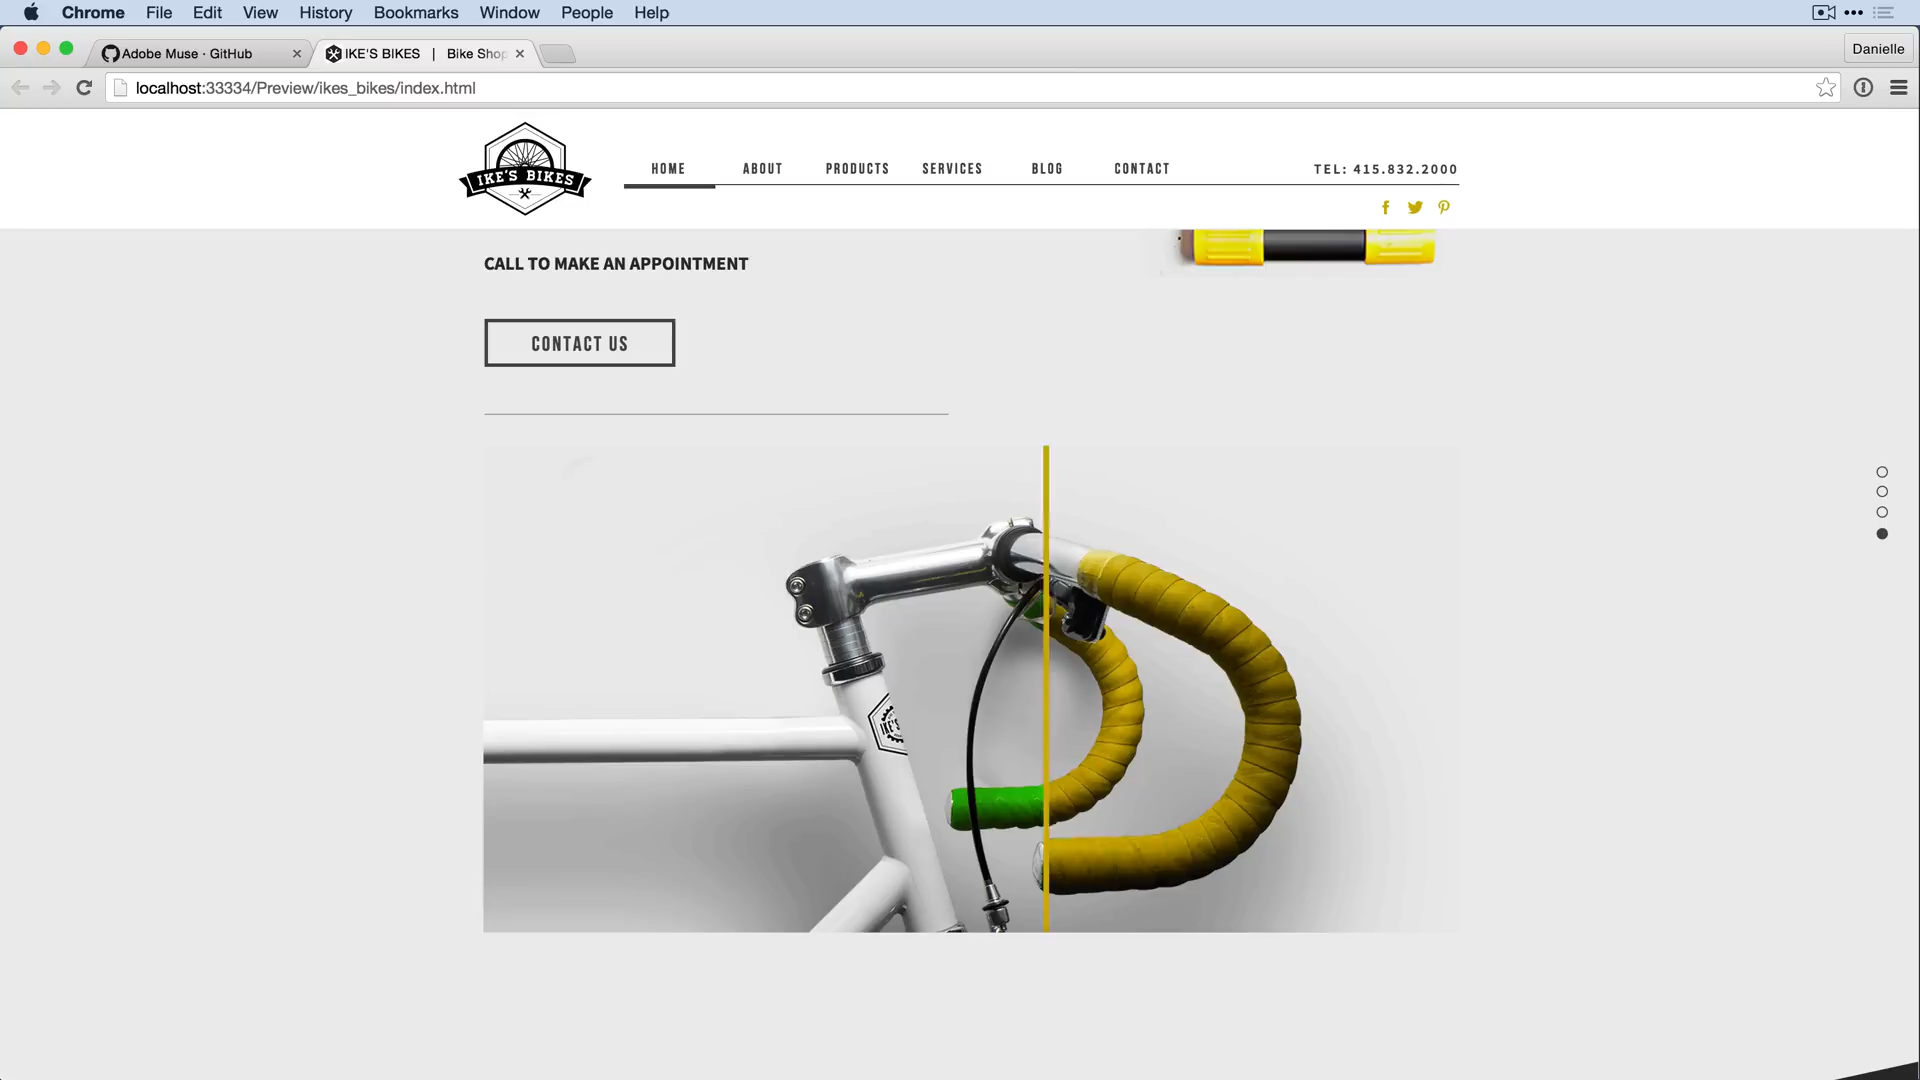 Chrome File Edit View History Bookmarks Window People Help
Adobe Muse · GitHub
IKE'S BIKES | Bike Shop
Danielle
localhost:33334/Preview/ikes_bikes/index.html
IKE'S BIKES
HOME ABOUT PRODUCTS SERVICES BLOG CONTACT
TEL: 415.832.2000
CALL TO MAKE AN APPOINTMENT
CONTACT US
IKE'S